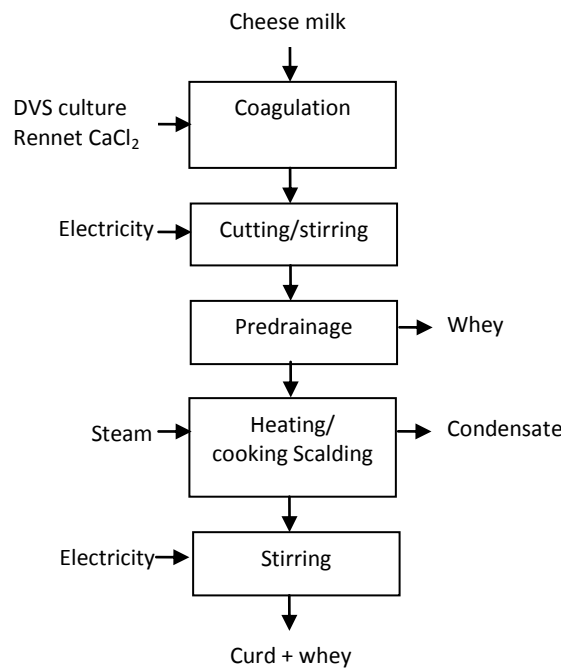 Cheese milk
DVS culture
Rennet CaCl₂
Coagulation
Electricity
Cutting/stirring
Predrainage
Whey
Steam
Heating/
cooking Scalding
Condensate
Electricity
Stirring
Curd + whey